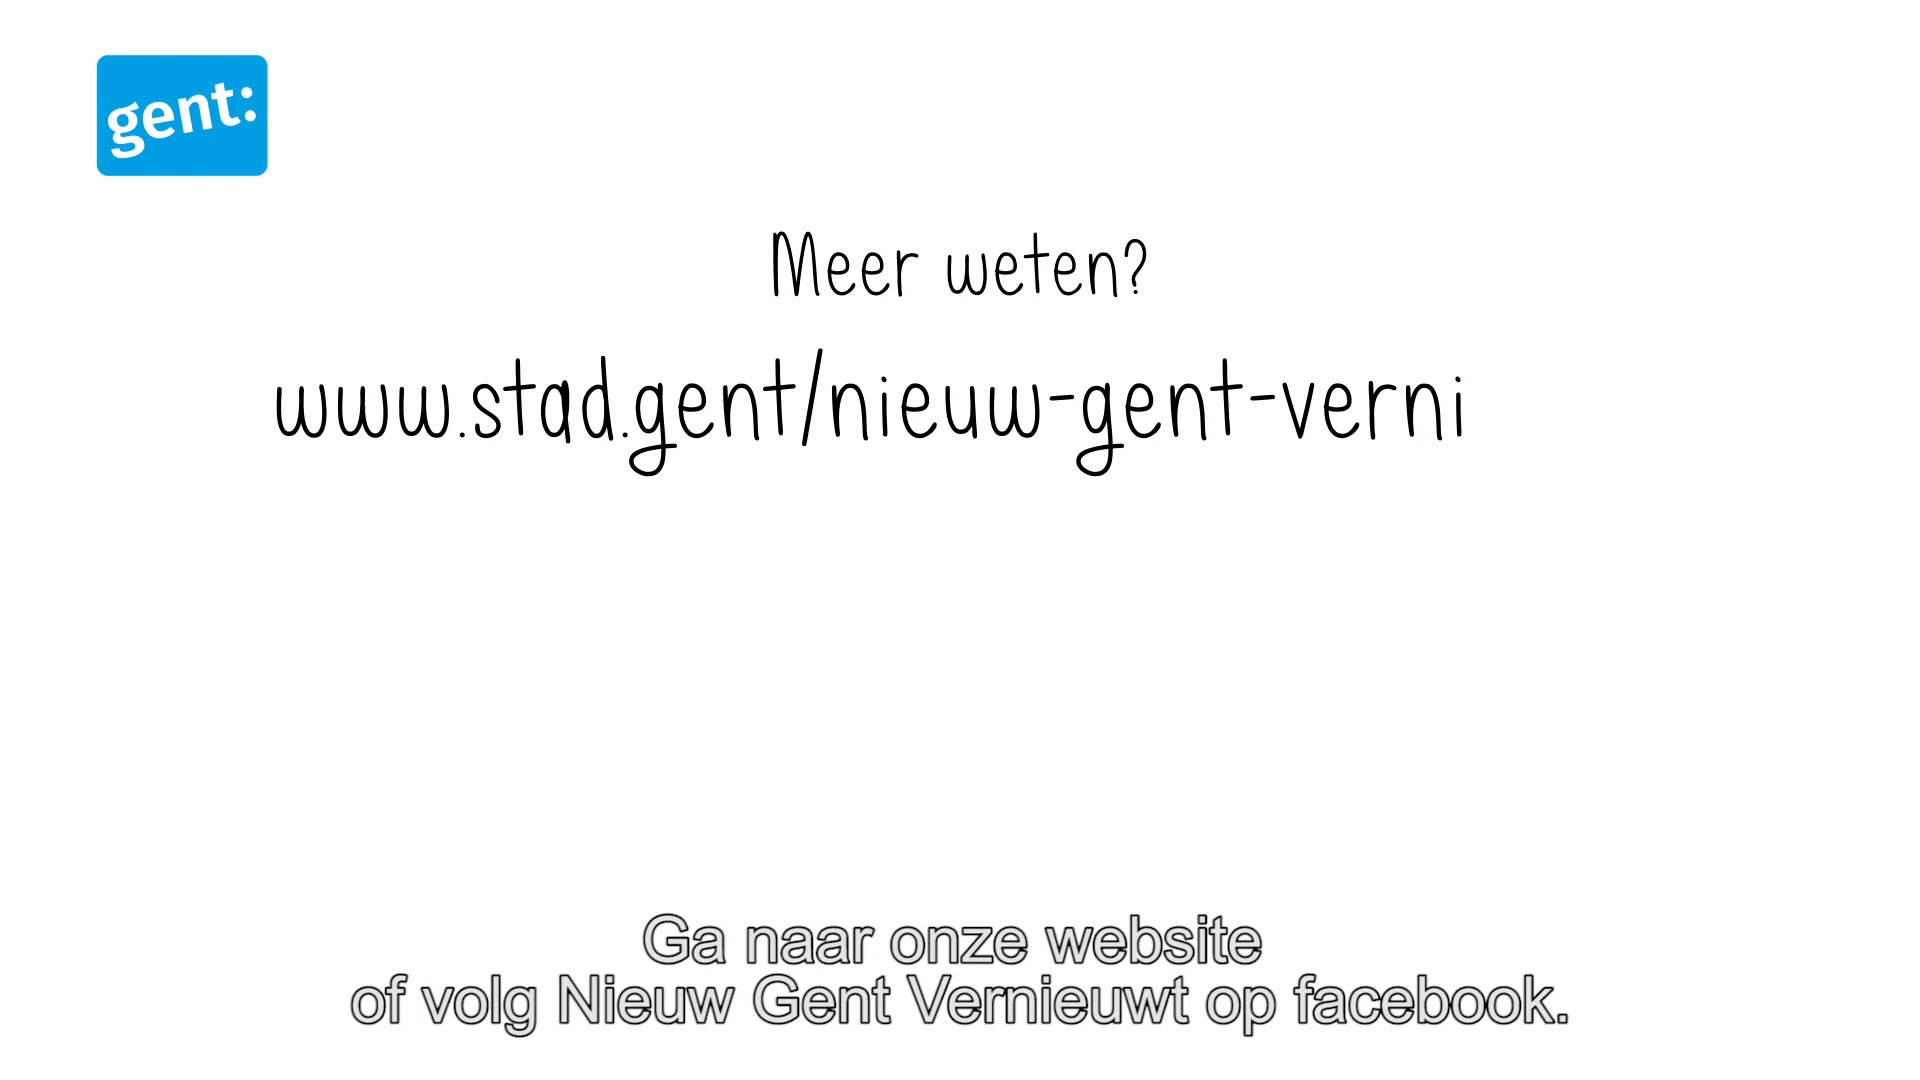 gent:
Meer weten?
www.stad.gent/nieuw-gent-verni
Ga naar onze website
of volg Nieuw Gent Vernieuwt op facebook.